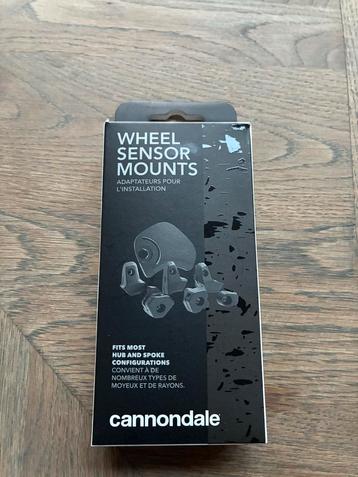 WHEEL
SENSOR
MOUNTS
ADAPTATEURS POUR
L'INSTALLATION
FITS MOST
HUB AND SPOKE
CONFIGURATIONS
CONVIENT À DE
NOMBREUX TYPES DE
MOYEUX ET DE RAYONS.
cannondale